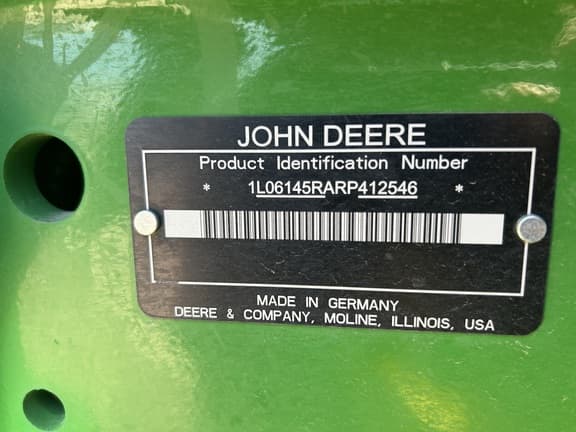 JOHN DEERE
Product Identification Number
* 1L06145RARP412546 *
MADE IN GERMANY
DEERE & COMPANY, MOLINE, ILLINOIS, USA